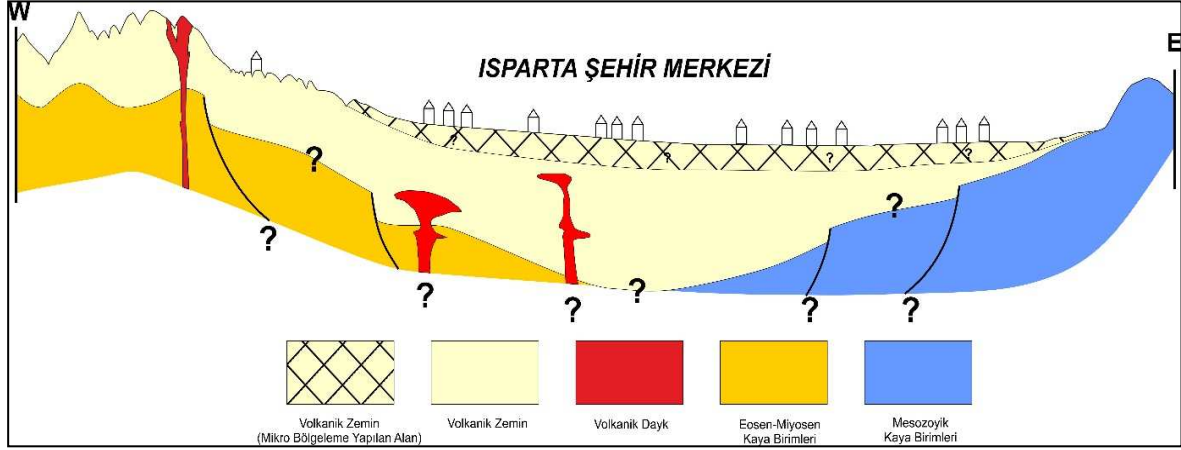 W
E
ISPARTA ŞEHİR MERKEZİ
? ? ? ?
?
?
?
?
?
?
?
?
?
Volkanik Zemin
(Mikro Bölgeleme Yapılan Alan)
Volkanik Zemin
Volkanik Dayk
Eosen-Miyosen
Kaya Birimleri
Mesozoyik
Kaya Birimleri